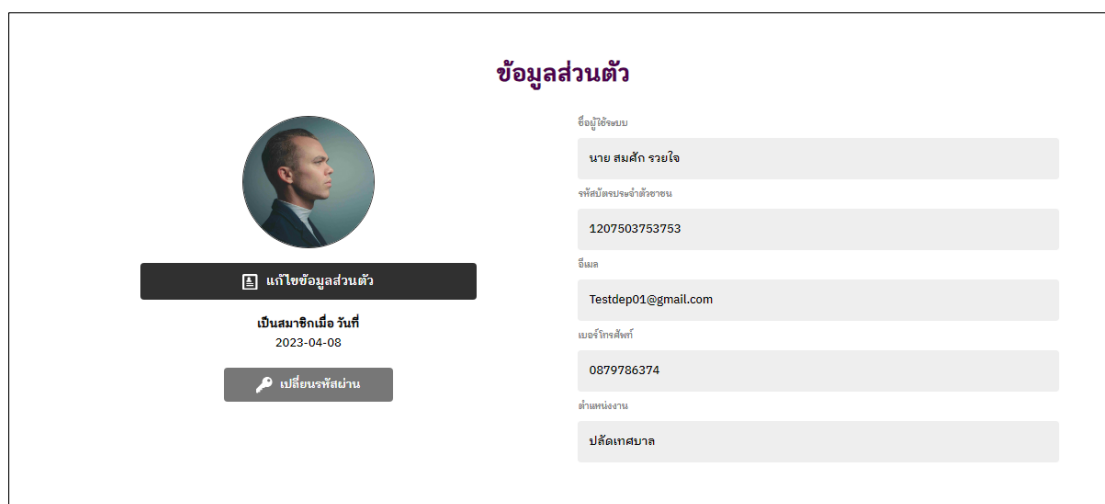 ข้อมูลส่วนตัว
แก้ไขข้อมูลส่วนตัว
เป็นสมาชิกเมื่อ วันที่
2023-04-08
เปลี่ยนรหัสผ่าน
ชื่อผู้ใช้ระบบ
นาย สมศัก รวยใจ
รหัสบัตรประจำตัวชาชน
1207503753753
อีเมล
Testdep01@gmail.com
เบอร์โทรศัพท์
0879786374
ตำแหน่งงาน
ปลัดเทศบาล